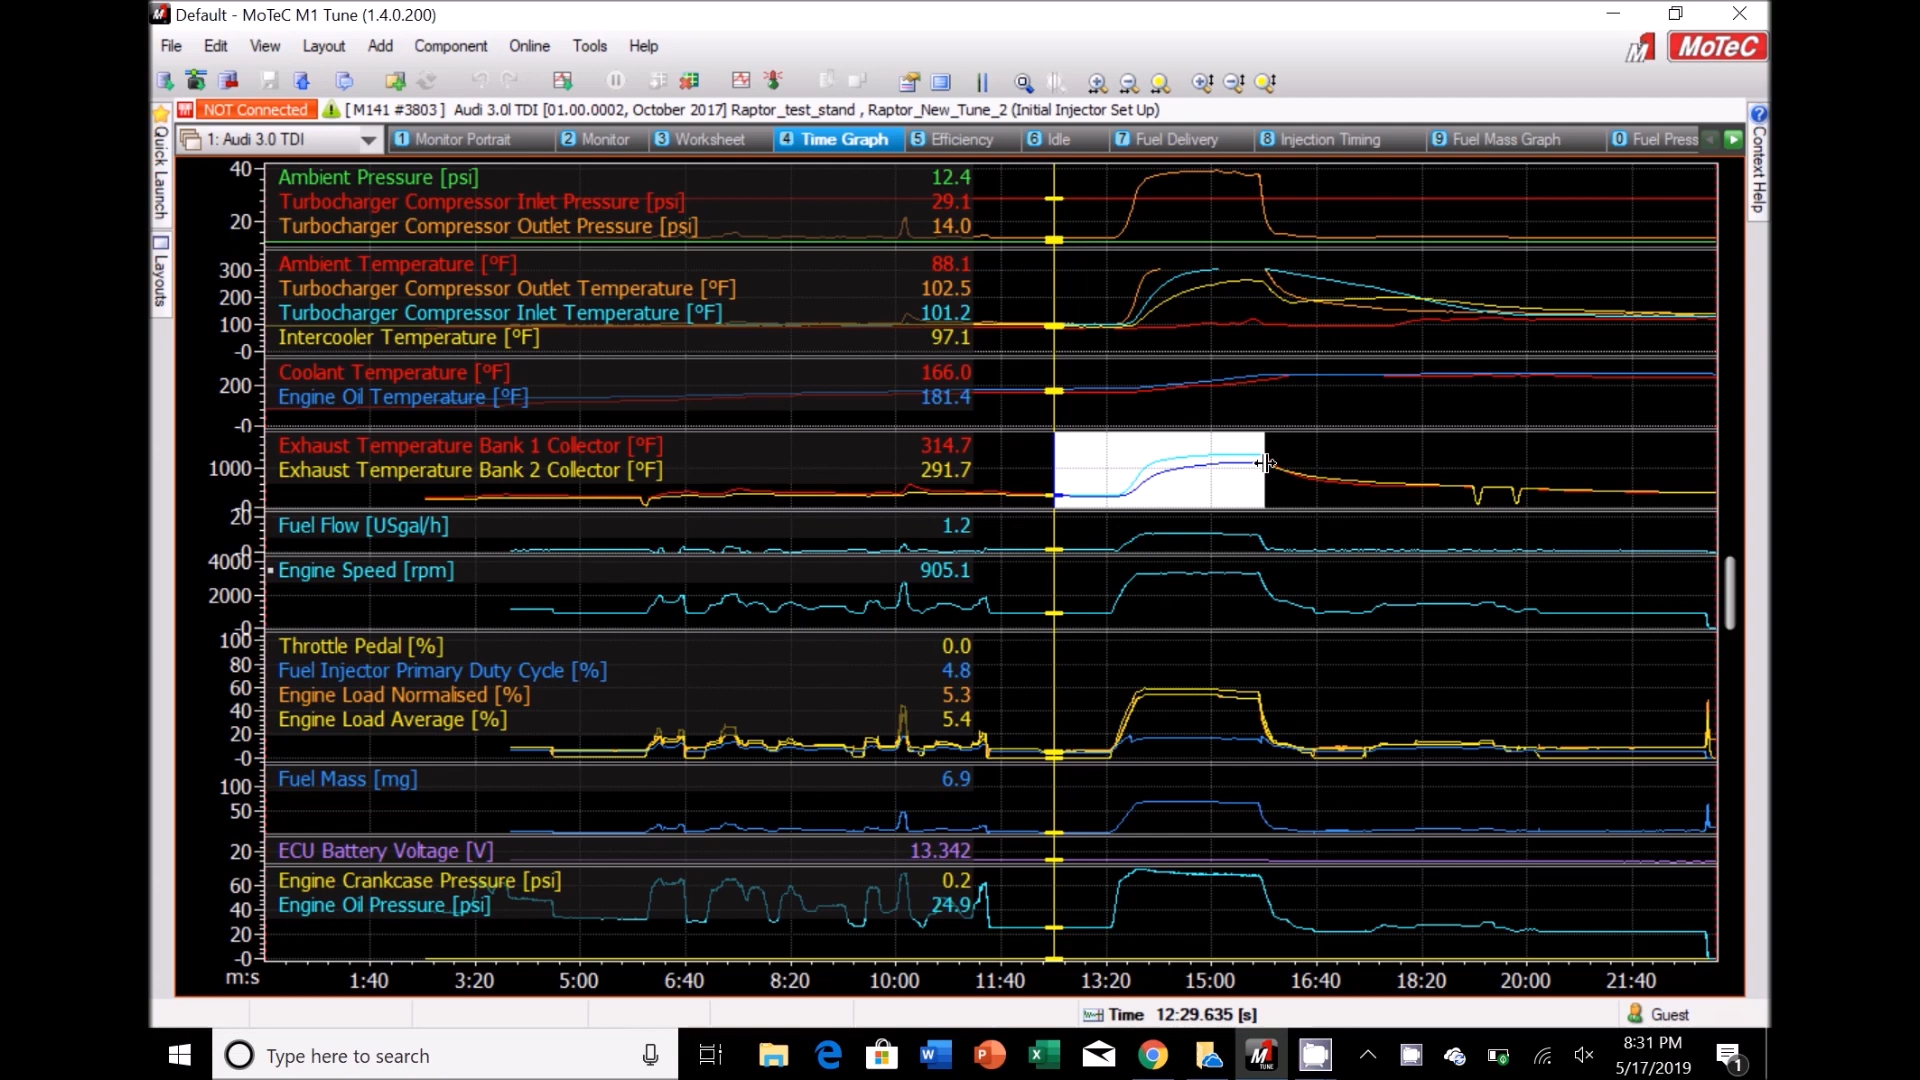 Default - MoTeC M1 Tune (1.4.0.200)
File Edit View Layout Add Component Online Tools Help
M1 MoTeC
NOT Connected [ M141 #3803 ] Audi 3.0l TDI [01.00.0002, October 2017] Raptor_test_stand , Raptor_New_Tune_2 (Initial Injector Set Up)
1: Audi 3.0 TDI 1 Monitor Portrait 2 Monitor 3 Worksheet 4 Time Graph 5 Efficiency 6 Idle 7 Fuel Delivery 8 Injection Timing 9 Fuel Mass Graph 0 Fuel Press
Quick Launch
Layouts
Context Help
40 Ambient Pressure [psi] 12.4
Turbocharger Compressor Inlet Pressure [psi] 29.1
20 Turbocharger Compressor Outlet Pressure [psi] 14.0
300 Ambient Temperature [°F] 88.1
200 Turbocharger Compressor Outlet Temperature [°F] 102.5
100 Turbocharger Compressor Inlet Temperature [°F] 101.2
-0 Intercooler Temperature [°F] 97.1
200 Coolant Temperature [°F] 166.0
-0 Engine Oil Temperature [°F] 181.4
Exhaust Temperature Bank 1 Collector [°F] 314.7
1000 Exhaust Temperature Bank 2 Collector [°F] 291.7
20 Fuel Flow [USgal/h] 1.2
-0
4000 Engine Speed [rpm] 905.1
2000
-0
100 Throttle Pedal [%] 0.0
80 Fuel Injector Primary Duty Cycle [%] 4.8
60 Engine Load Normalised [%] 5.3
40 Engine Load Average [%] 5.4
20
-0
100 Fuel Mass [mg] 6.9
50
20 ECU Battery Voltage [V] 13.342
60 Engine Crankcase Pressure [psi] 0.2
40 Engine Oil Pressure [psi] 24.9
20
-0
m:s 1:40 3:20 5:00 6:40 8:20 10:00 11:40 13:20 15:00 16:40 18:20 20:00 21:40
Time 12:29.635 [s] Guest
Type here to search
8:31 PM
5/17/2019
1